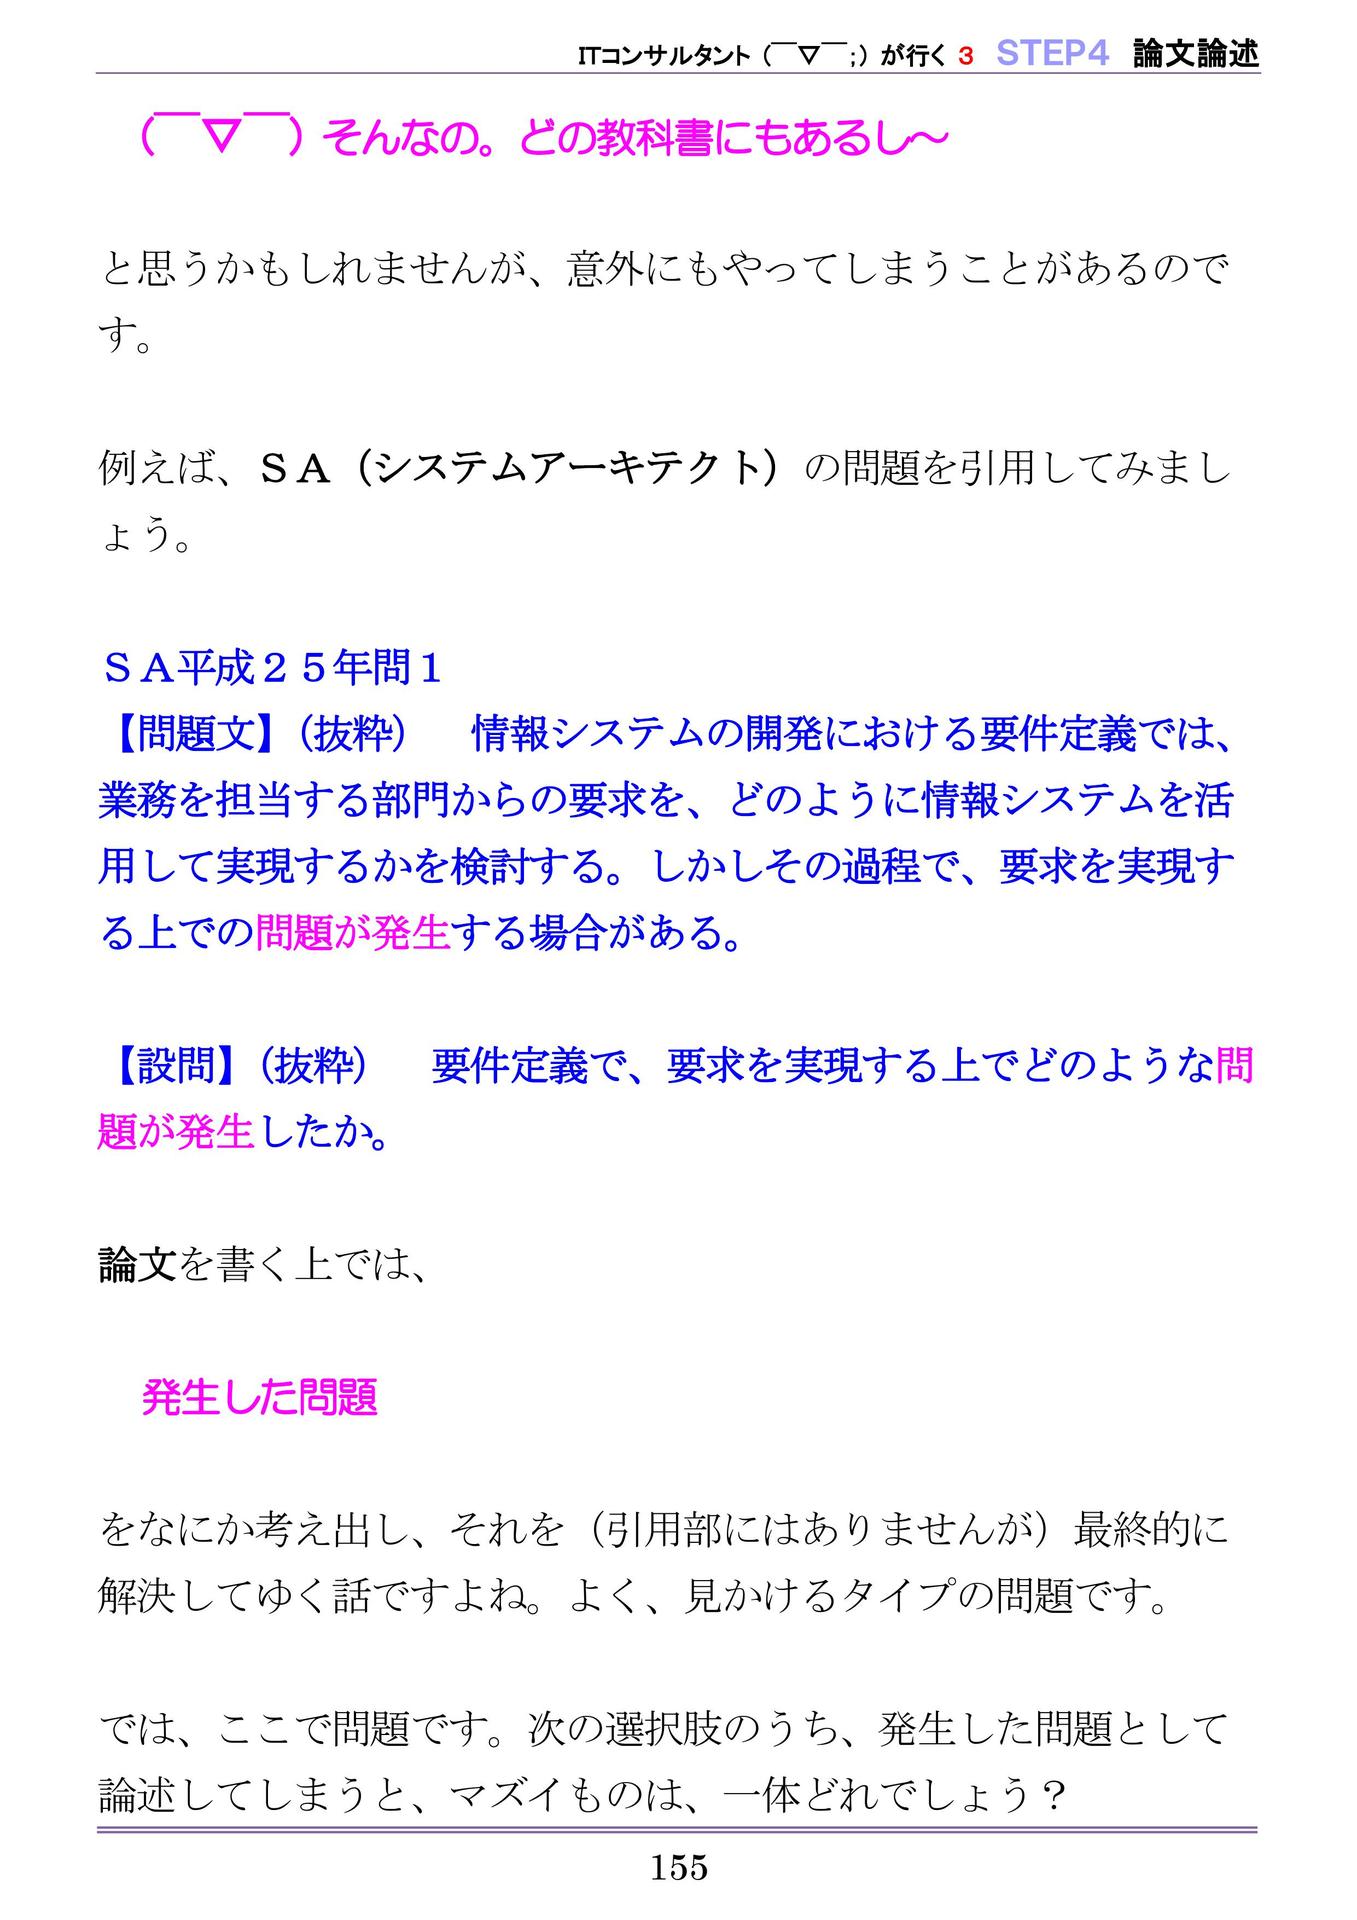 ITコンサルタント（￣▽￣；）が行く 3　STEP4　論文論述
（￣▽￣）そんなの。どの教科書にもあるし～
と思うかもしれませんが、意外にもやってしまうことがあるので
す。
例えば、ＳＡ（システムアーキテクト）の問題を引用してみまし
ょう。
ＳＡ平成２５年問１
【問題文】（抜粋）　情報システムの開発における要件定義では、
業務を担当する部門からの要求を、どのように情報システムを活
用して実現するかを検討する。しかしその過程で、要求を実現す
る上での問題が発生する場合がある。
【設問】（抜粋）　要件定義で、要求を実現する上でどのような問
題が発生したか。
論文を書く上では、
発生した問題
をなにか考え出し、それを（引用部にはありませんが）最終的に
解決してゆく話ですよね。よく、見かけるタイプの問題です。
では、ここで問題です。次の選択肢のうち、発生した問題として
論述してしまうと、マズイものは、一体どれでしょう？
155